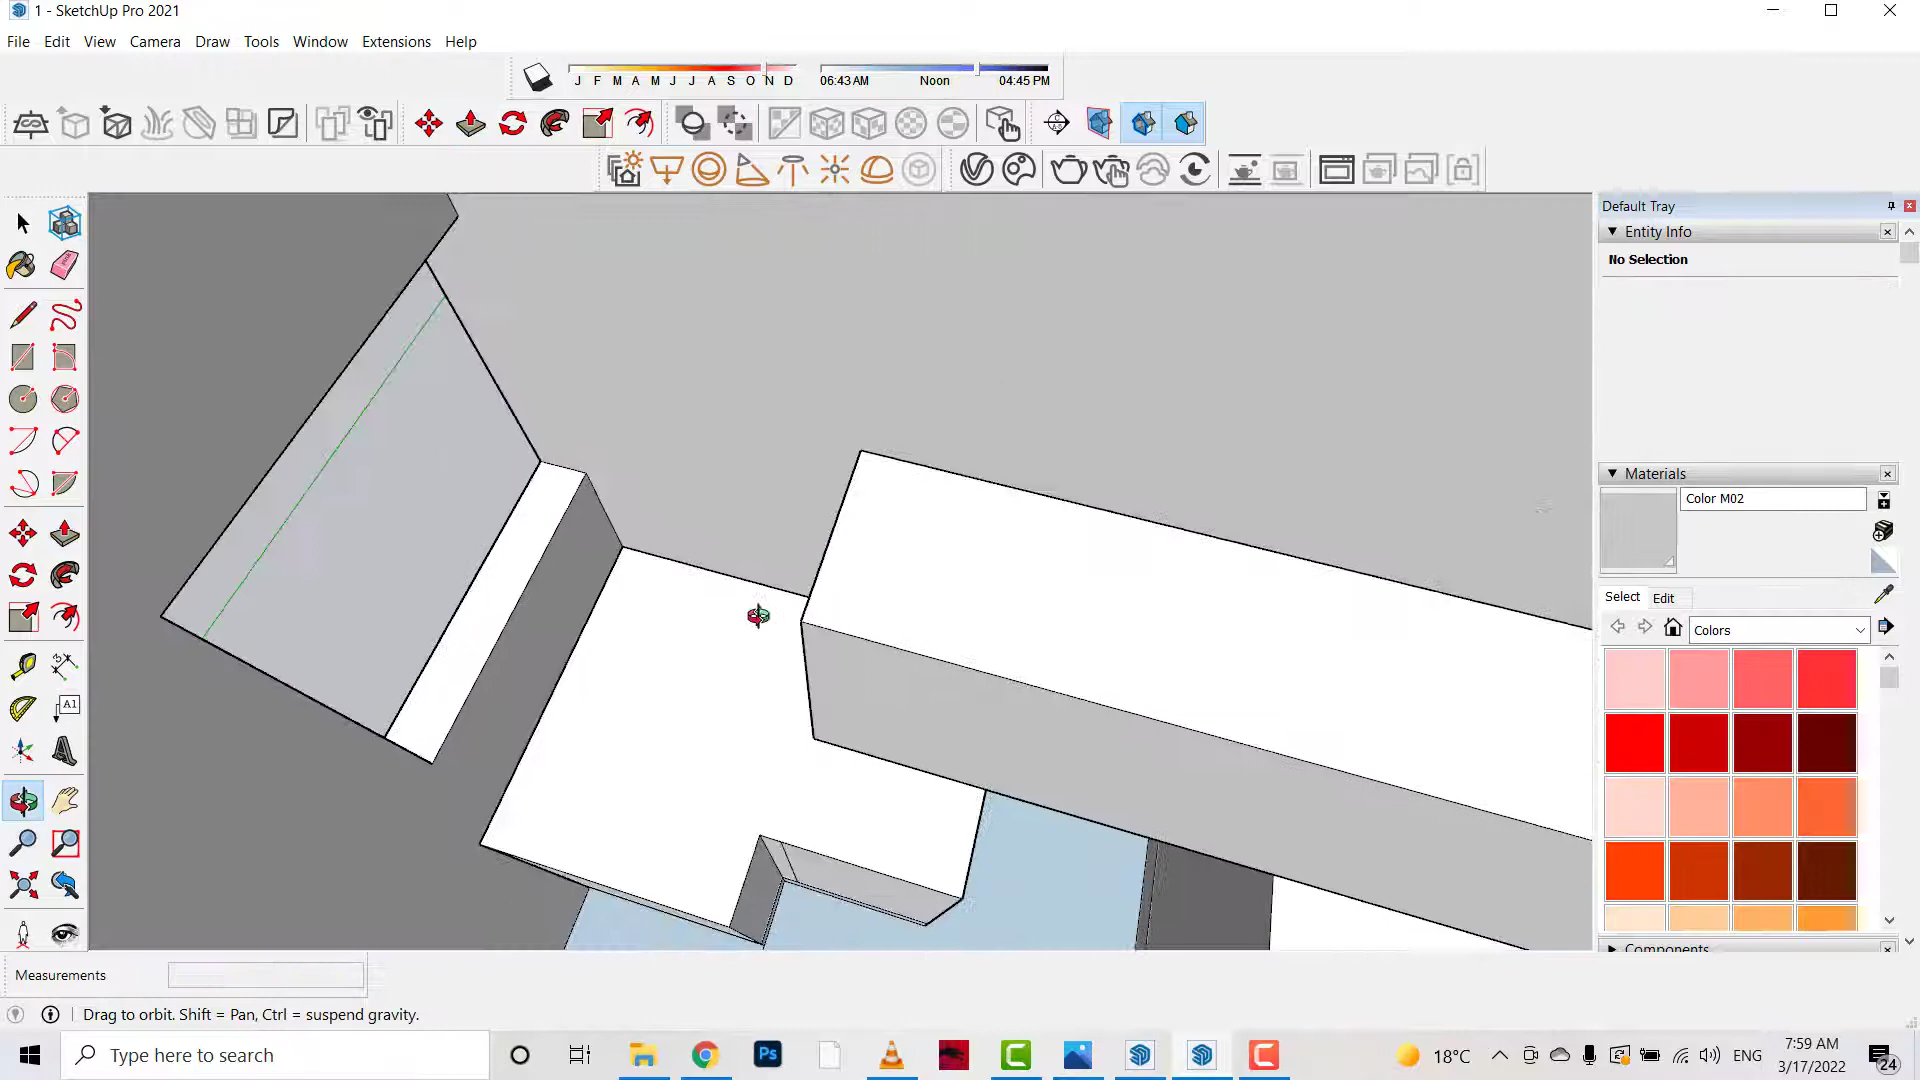 1 - SketchUp Pro 2021
File Edit View Camera Draw Tools Window Extensions Help
J F M A M J J A S O N D
06:43 AM Noon 04:45 PM
Default Tray
Entity Info
No Selection
Materials
Color M02
Select Edit
Colors
Components
Measurements
Drag to orbit. Shift = Pan, Ctrl = suspend gravity.
Type here to search
Ps
18°C
ENG
7:59 AM
3/17/2022
24